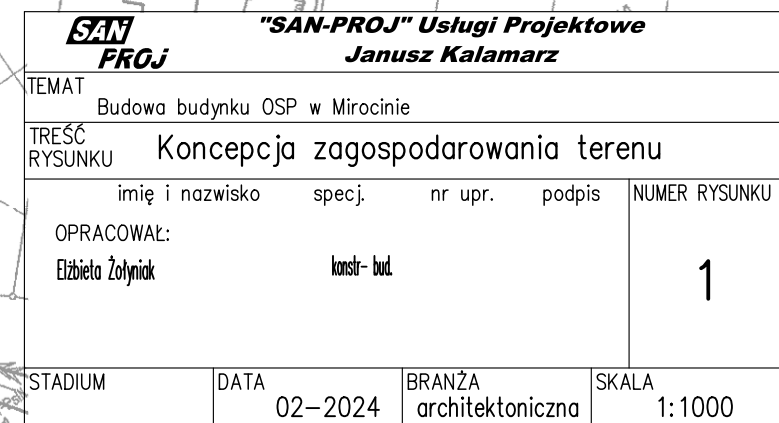 SAN PROJ
"SAN-PROJ" Usługi Projektowe
Janusz Kalamarz
TEMAT
Budowa budynku OSP w Mirocinie
TREŚĆ RYSUNKU
Koncepcja zagospodarowania terenu
imię i nazwisko specj. nr upr. podpis NUMER RYSUNKU
OPRACOWAŁ:
Elżbieta Żołyniak konstr- bud.
1
STADIUM DATA BRANŻA SKALA
02-2024 architektoniczna 1:1000